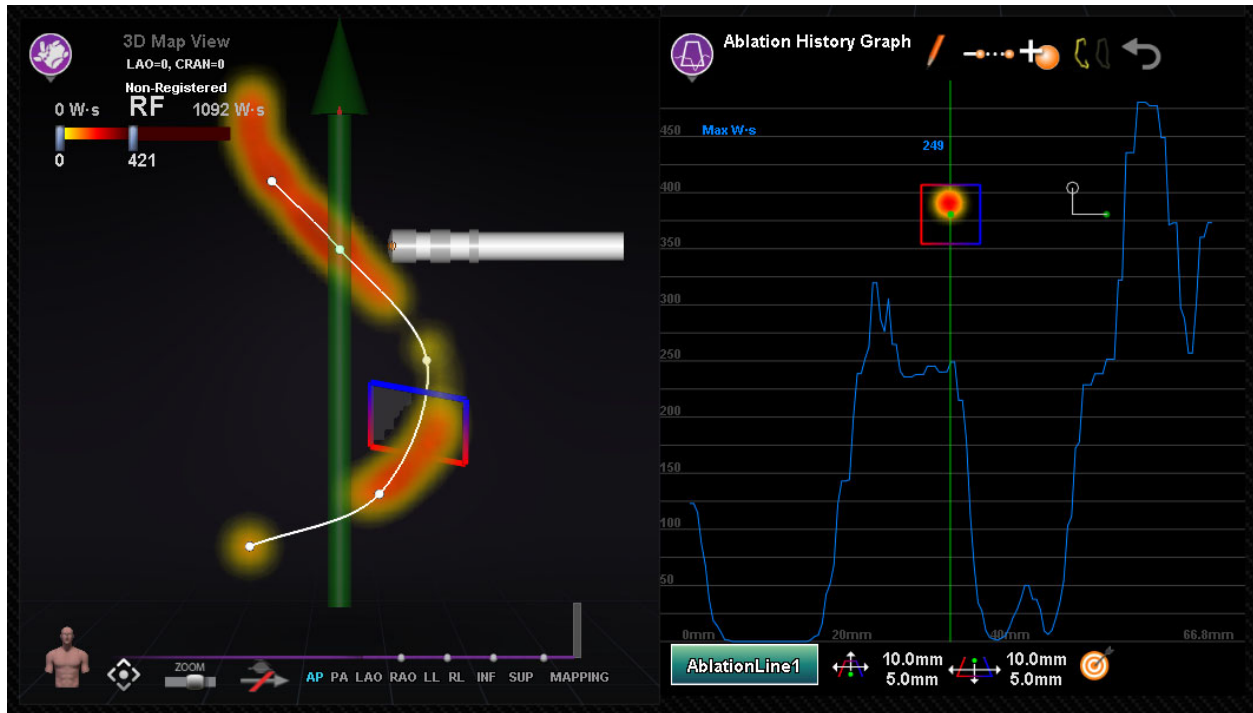 3D Map View
LAO=0, CRAN=0
Non-Registered
0 W·s RF 1092 W·s
0 421
ZOOM
AP PA LAO RAO LL RL INF SUP MAPPING
Ablation History Graph
Max W·s
249
450
400
350
300
250
200
150
100
50
0mm 20mm 40mm 66.8mm
AblationLine1
10.0mm 10.0mm
5.0mm 5.0mm